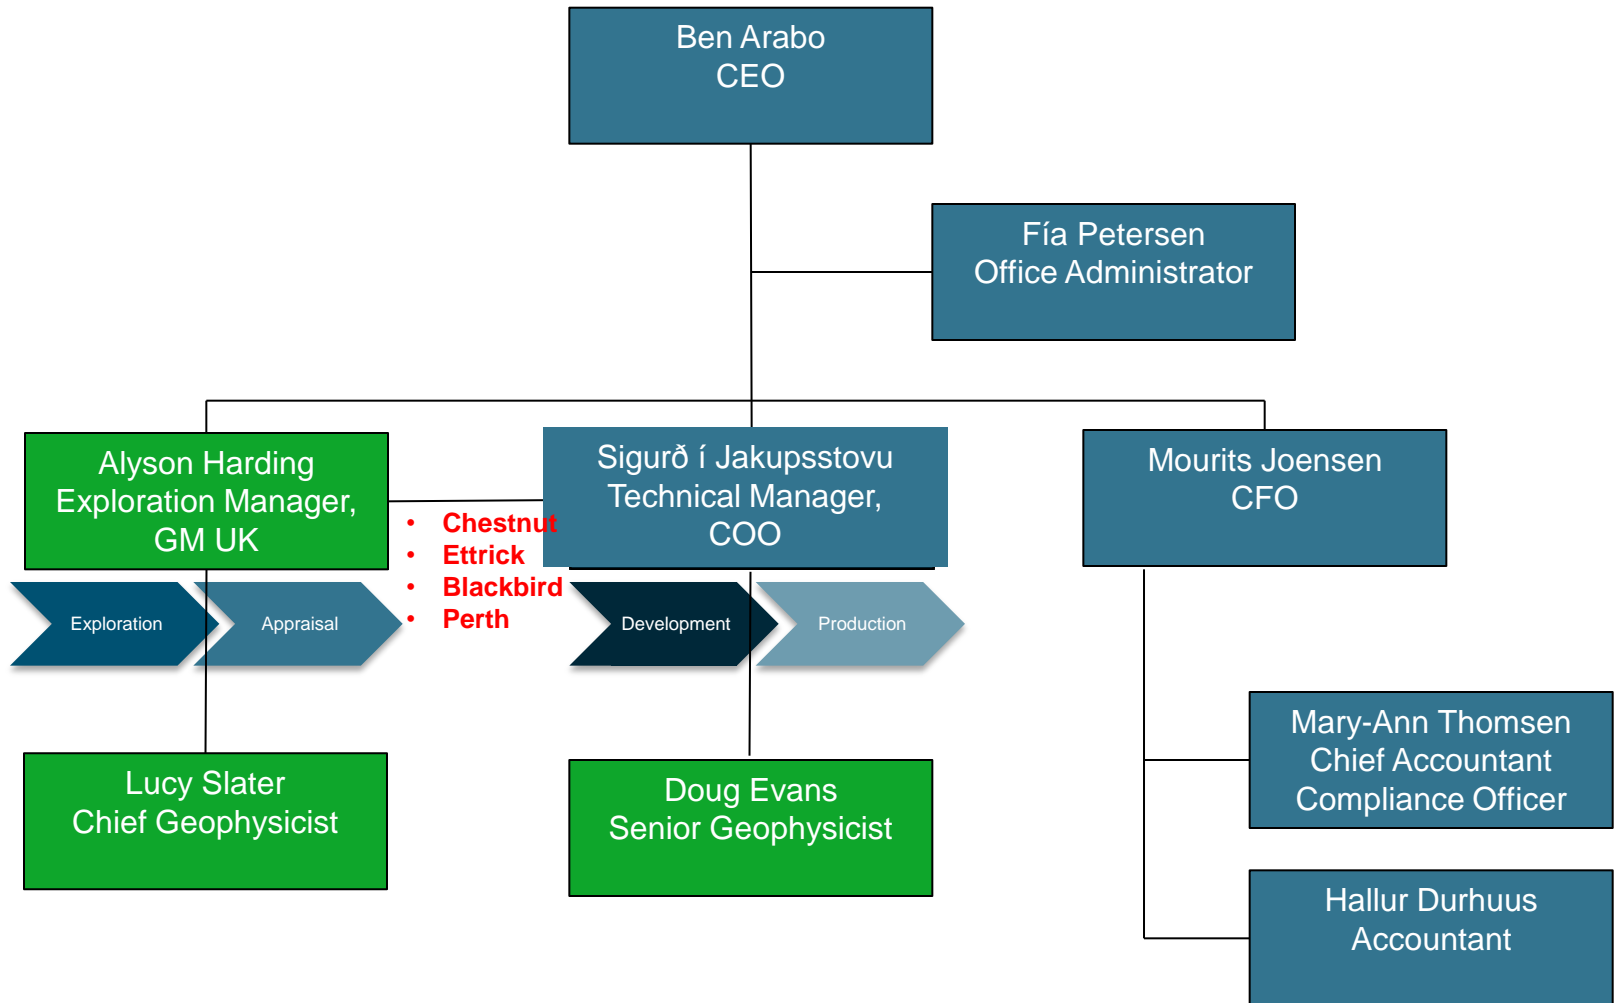 Ben Arabo
CEO
Fía Petersen
Office Administrator
Alyson Harding
Exploration Manager,
GM UK
Sigurð í Jakupsstovu
Technical Manager,
COO
Mourits Joensen
CFO
• Chestnut
• Ettrick
• Blackbird
• Perth
Exploration
Appraisal
Development
Production
Lucy Slater
Chief Geophysicist
Doug Evans
Senior Geophysicist
Mary-Ann Thomsen
Chief Accountant
Compliance Officer
Hallur Durhuus
Accountant